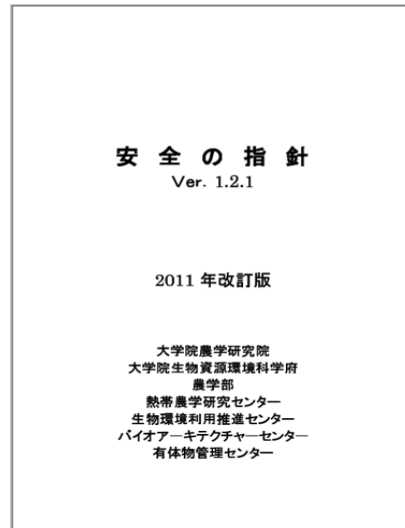 安 全 の 指 針
Ver. 1.2.1
2011 年改訂版
大学院農学研究院
大学院生物資源環境科学府
農学部
熱帯農学研究センター
生物環境利用推進センター
バイオアーキテクチャーセンター
有体物管理センター